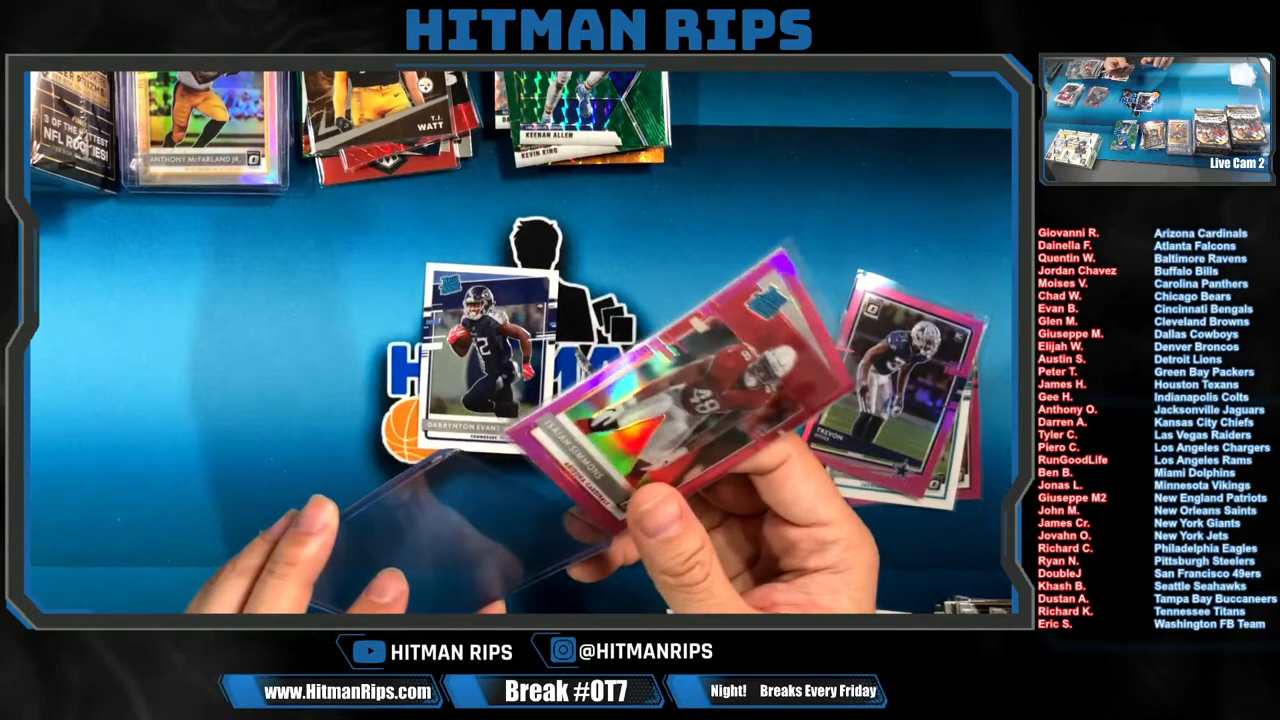 HITMAN RIPS
3 OF THE HOTTEST
NFL ROOKIES!
ANTHONY McFARLAND JR.
T.J.
WATT
KEENAN ALLEN
KEVIN KING
DARRYNTON EVANS
TENNESSEE
ISAIAH SIMMONS
ARIZONA CARDINALS
48
TREVON
Live Cam 2
Giovanni R. Arizona Cardinals
Dainella F. Atlanta Falcons
Quentin W. Baltimore Ravens
Jordan Chavez Buffalo Bills
Moises V. Carolina Panthers
Chad W. Chicago Bears
Evan B. Cincinnati Bengals
Glen M. Cleveland Browns
Giuseppe M. Dallas Cowboys
Elijah W. Denver Broncos
Austin S. Detroit Lions
Peter T. Green Bay Packers
James H. Houston Texans
Gee H. Indianapolis Colts
Anthony O. Jacksonville Jaguars
Darren A. Kansas City Chiefs
Tyler C. Las Vegas Raiders
Piero C. Los Angeles Chargers
RunGoodLife Los Angeles Rams
Ben B. Miami Dolphins
Jonas L. Minnesota Vikings
Giuseppe M2 New England Patriots
John M. New Orleans Saints
James Cr. New York Giants
Jovahn O. New York Jets
Richard C. Philadelphia Eagles
Ryan N. Pittsburgh Steelers
DoubleJ San Francisco 49ers
Khash B. Seattle Seahawks
Dustan A. Tampa Bay Buccaneers
Richard K. Tennessee Titans
Eric S. Washington FB Team
HITMAN RIPS @HITMANRIPS
www.HitmanRips.com Break #OT7 Night! Breaks Every Friday